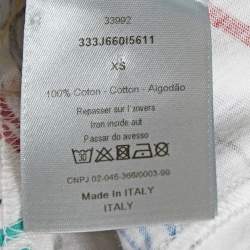 33992
333J660I5611
XS
100% Coton - Cotton - Algodão
Repasser sur l'envers
Iron inside out
Passar do avesso
CNPJ 02-045-366/0003-99
Made In ITALY
ITALY